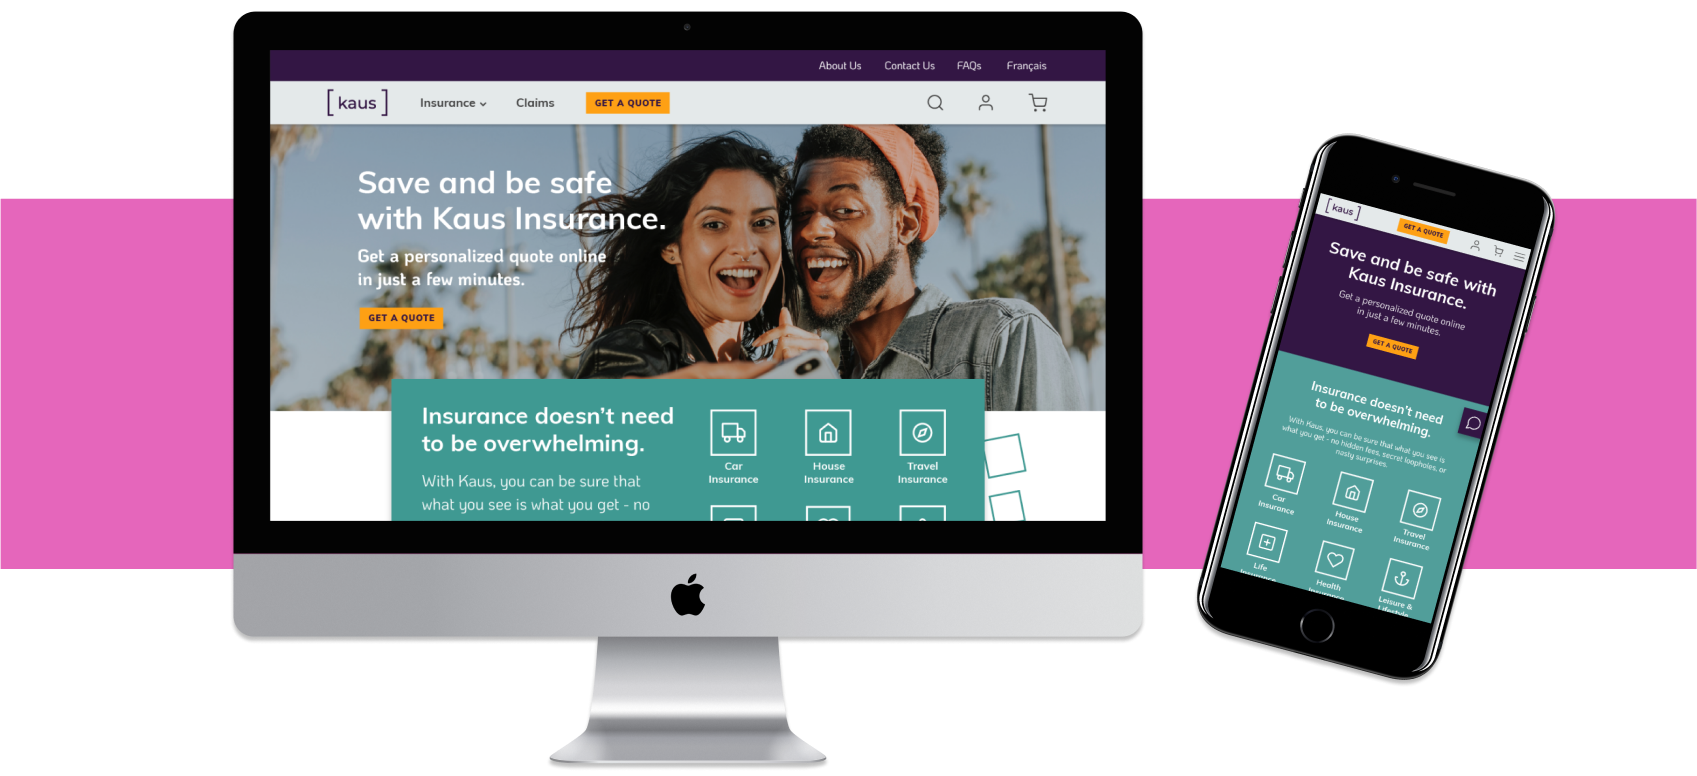 About Us Contact Us FAQs Français
[kaus] Insurance Claims GET A QUOTE
Save and be safe
with Kaus Insurance.
Get a personalized quote online
in just a few minutes.
GET A QUOTE
Insurance doesn't need
to be overwhelming.
With Kaus, you can be sure that
what you see is what you get - no
Car
Insurance
House
Insurance
Travel
Insurance
[kaus] GET A QUOTE
Save and be safe with
Kaus Insurance.
Get a personalized quote online
in just a few minutes.
GET A QUOTE
Insurance doesn't need
to be overwhelming.
With Kaus, you can be sure that what you see is
what you get - no hidden fees, secret loopholes, or
nasty surprises.
Car
Insurance
House
Insurance
Travel
Insurance
Life
Insurance
Health
Insurance
Leisure &
Lifestyle